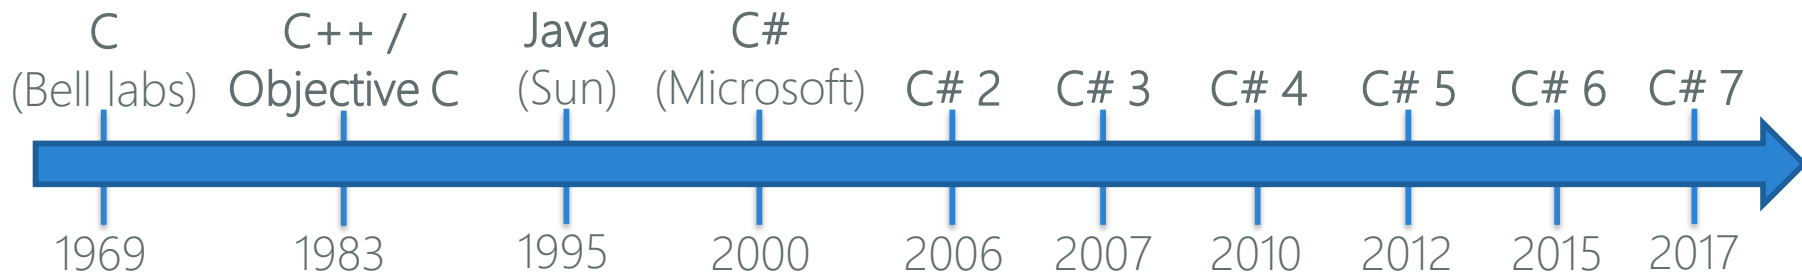 C
(Bell labs)
C++ /
Objective C
Java
(Sun)
C#
(Microsoft)
C# 2
C# 3
C# 4
C# 5
C# 6
C# 7
1969
1983
1995
2000
2006
2007
2010
2012
2015
2017